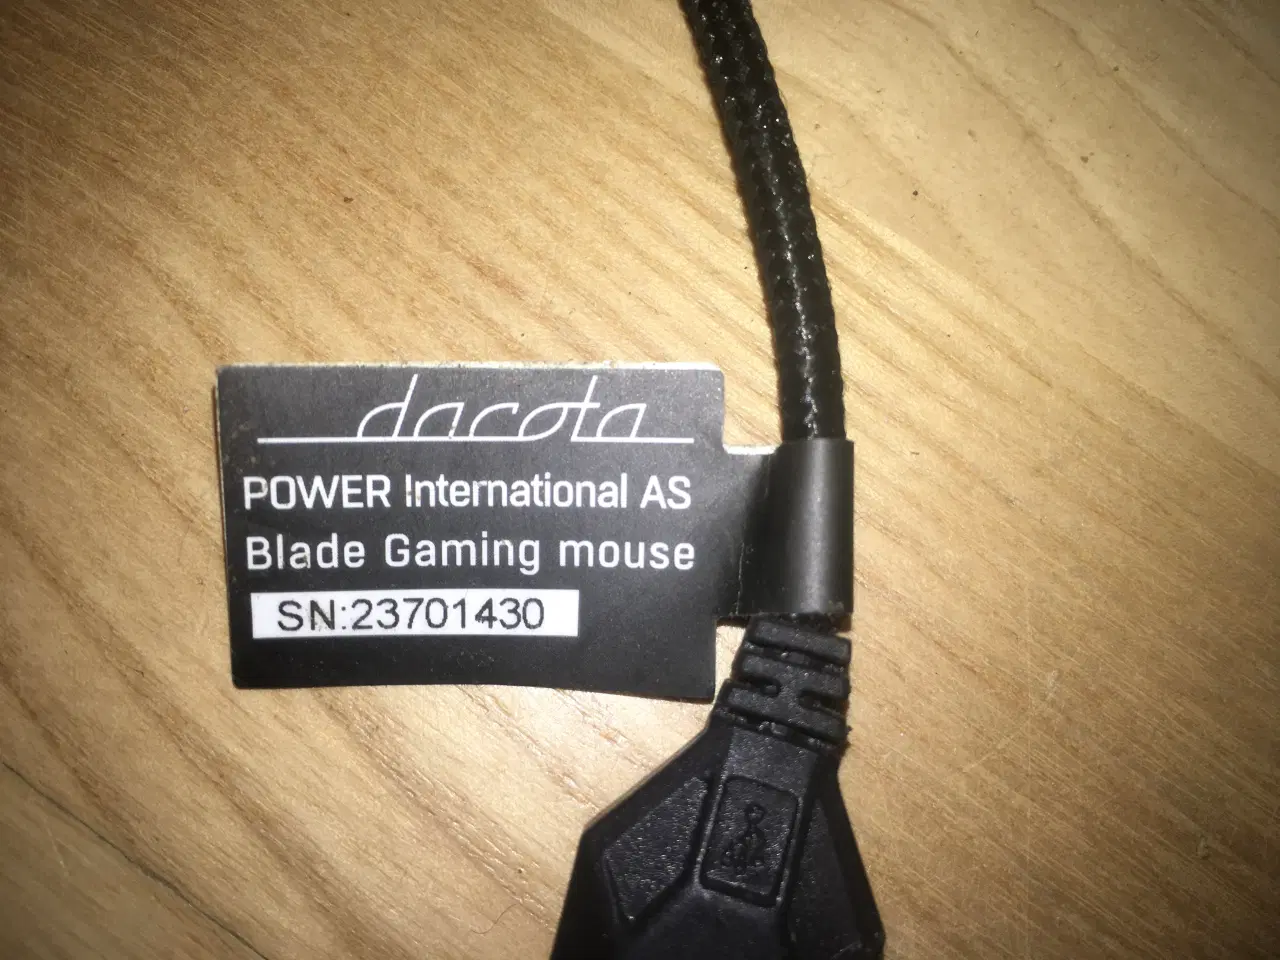 dacota
POWER International AS
Blade Gaming mouse
SN:23701430